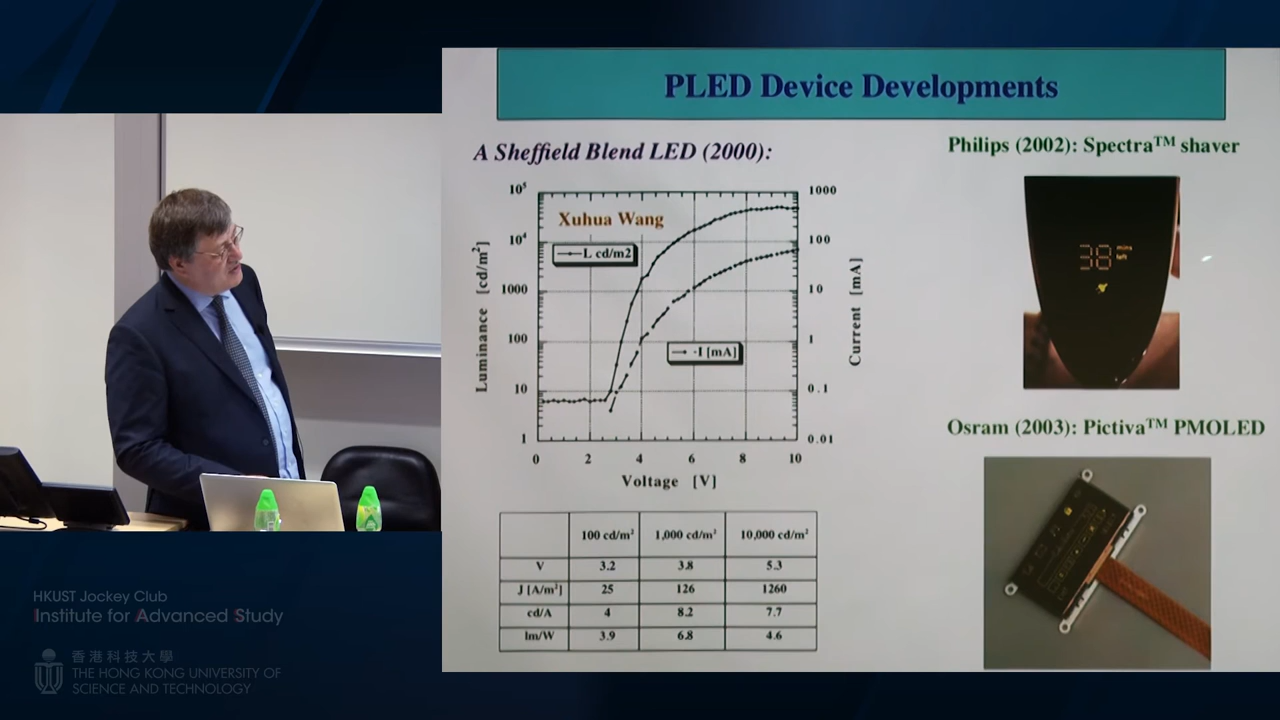 PLED Device Developments
A Sheffield Blend LED (2000):
10⁵
10⁴
1000
100
10
1
Luminance [cd/m²]
Xuhua Wang
L cd/m2
-I [mA]
1000
100
10
1
0.1
0.01
Current [mA]
0 2 4 6 8 10
Voltage [V]
100 cd/m² 1,000 cd/m² 10,000 cd/m²
V 3.2 3.8 5.3
J [A/m²] 25 126 1260
cd/A 4 8.2 7.7
lm/W 3.9 6.8 4.6
Philips (2002): Spectra™ shaver
38
Osram (2003): Pictiva™ PMOLED
HKUST Jockey Club
Institute for Advanced Study
香港科技大學
THE HONG KONG UNIVERSITY OF
SCIENCE AND TECHNOLOGY